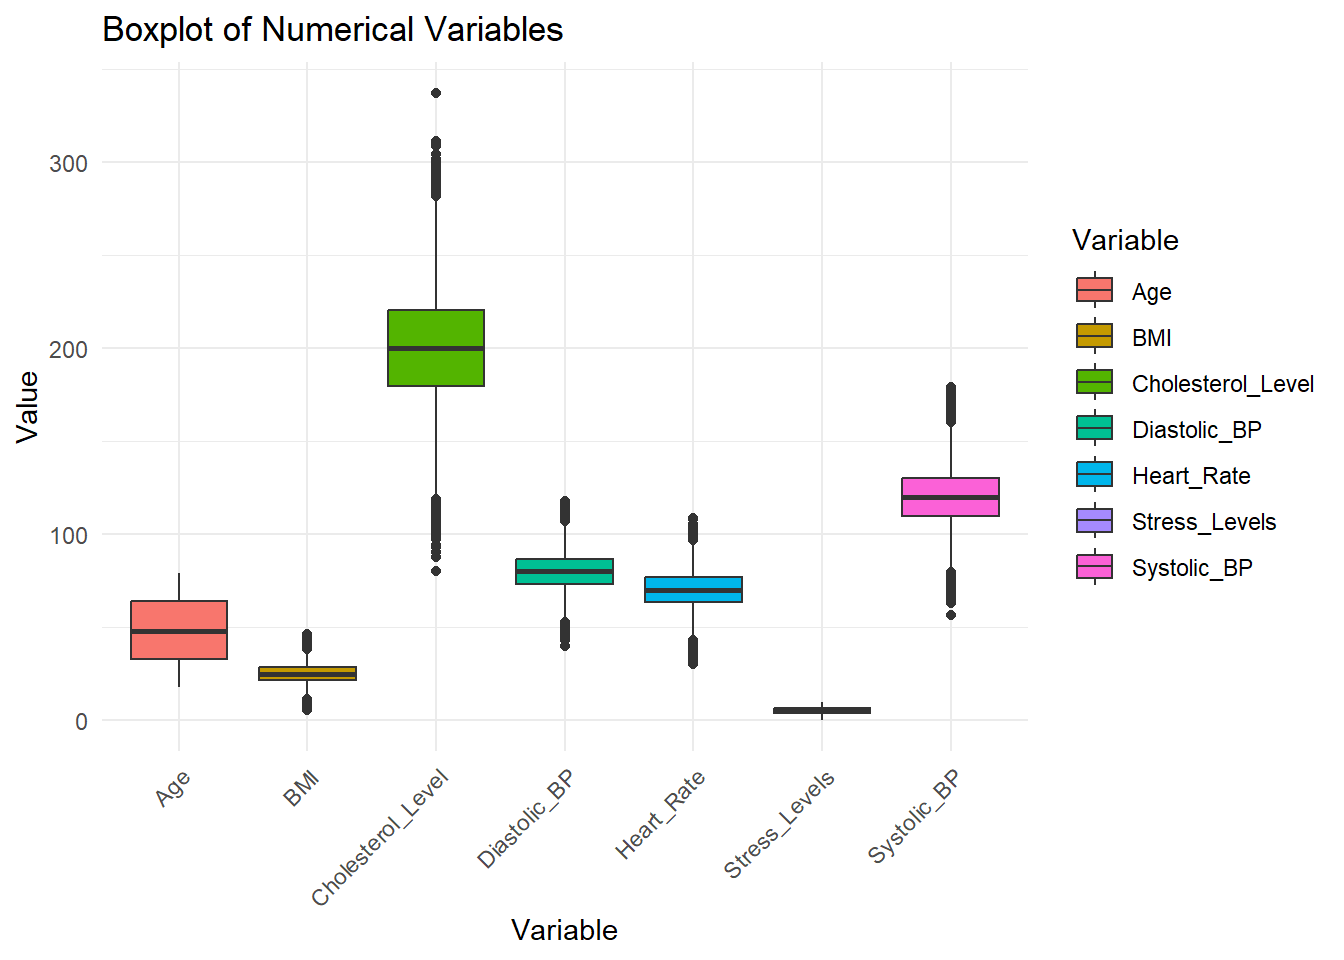 Boxplot of Numerical Variables
Value
300
200
100
0
Age
BMI
Cholesterol_Level
Diastolic_BP
Heart_Rate
Stress_Levels
Systolic_BP
Variable
Variable
Age
BMI
Cholesterol_Level
Diastolic_BP
Heart_Rate
Stress_Levels
Systolic_BP